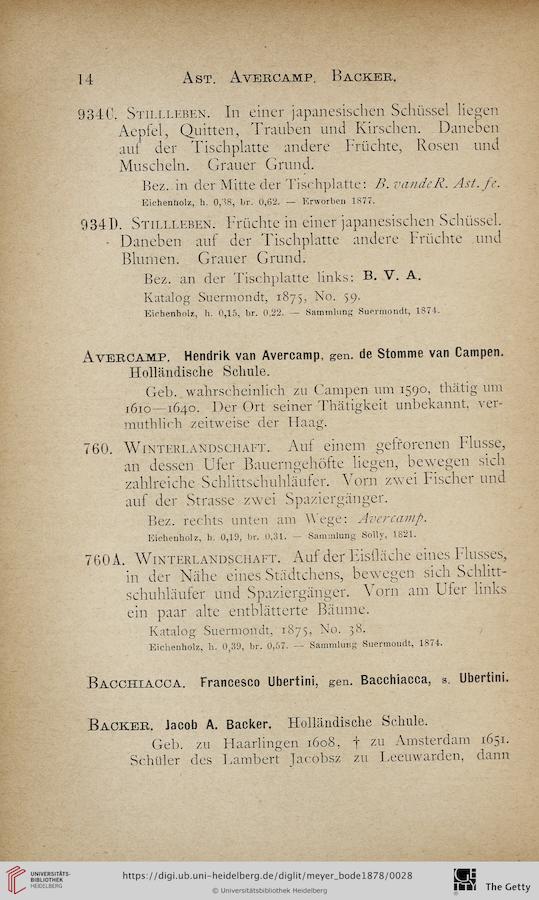 14 Ast. Avercamp. Backer.
934C. Stillleben. In einer japanesischen Schüssel liegen
Aepfel, Quitten, Trauben und Kirschen. Daneben
auf der Tischplatte andere Früchte, Rosen und
Muscheln. Grauer Grund.
Bez. in der Mitte der Tischplatte: B. vandeR. Ast. fe.
Eichenholz, h. 0,38, br. 0,62. — Erworben 1877.
934D. Stillleben. Früchte in einer japanischen Schüssel.
Daneben auf der Tischplatte andere Früchte und
Blumen. Grauer Grund.
Bez. an der Tischplatte links: B. V. A.
Katalog Suermondt, 1875, No. 59.
Eichenholz, h. 0,15, br. 0,22. — Sammlung Suermondt, 1874.
Avercamp. Hendrik van Avercamp, gen. de Stomme van Campen.
Holländische Schule.
Geb. wahrscheinlich zu Campen um 1590, thätig um
1610—1640. Der Ort seiner Thätigkeit unbekannt, ver-
muthlich zeitweise der Haag.
760. Winterlandschaft. Auf einem gefrorenen Flusse,
an dessen Ufer Bauerngehöfte liegen, bewegen sich
zahlreiche Schlittschuhläufer. Vorn zwei Fischer und
auf der Strasse zwei Spaziergänger.
Bez. rechts unten am Wege: Avercamp.
Eichenholz, h. 0,19, br. 0,31. — Sammlung Solly, 1821.
760A. Winterlandschaft. Auf der Eisfläche eines Flusses,
in der Nähe eines Städtchens, bewegen sich Schlitt-
schuhläufer und Spaziergänger. Vorn am Ufer links
ein paar alte entblätterte Bäume.
Katalog Suermondt, 1875, No. 38.
Eichenholz, h. 0,39, br. 0,57. — Sammlung Suermondt, 1874.
Bacchiacca. Francesco Ubertini, gen. Bacchiacca, s. Ubertini.
Backer. Jacob A. Backer. Holländische Schule.
Geb. zu Haarlingen 1608, † zu Amsterdam 1651.
Schüler des Lambert Jacobsz zu Leeuwarden, dann
UNIVERSITÄTS-
BIBLIOTHEK
HEIDELBERG
https://digi.ub.uni-heidelberg.de/diglit/meyer_bode1878/0028
© Universitätsbibliothek Heidelberg
The Getty